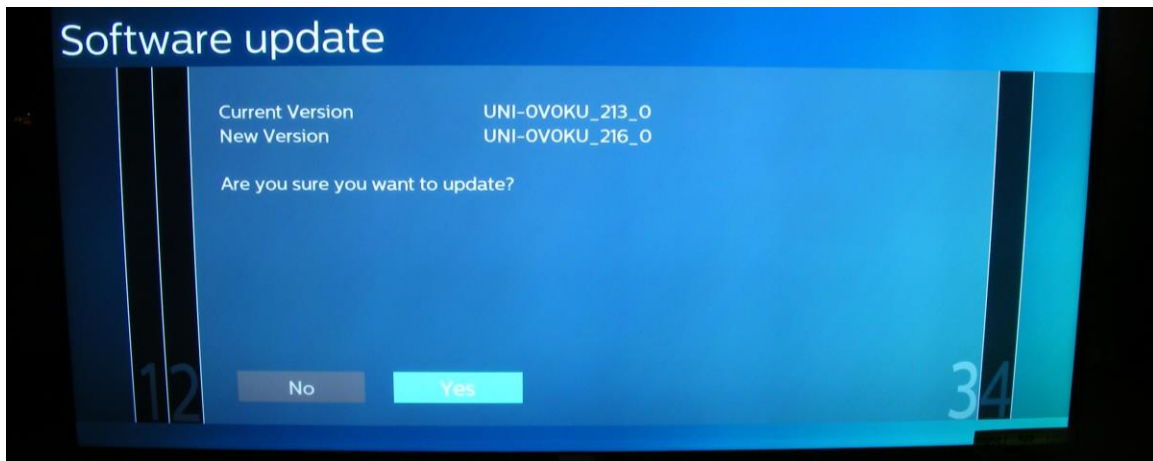 Software update
Current Version UNI-0V0KU_213_0
New Version UNI-0V0KU_216_0
Are you sure you want to update?
12 No Yes 34